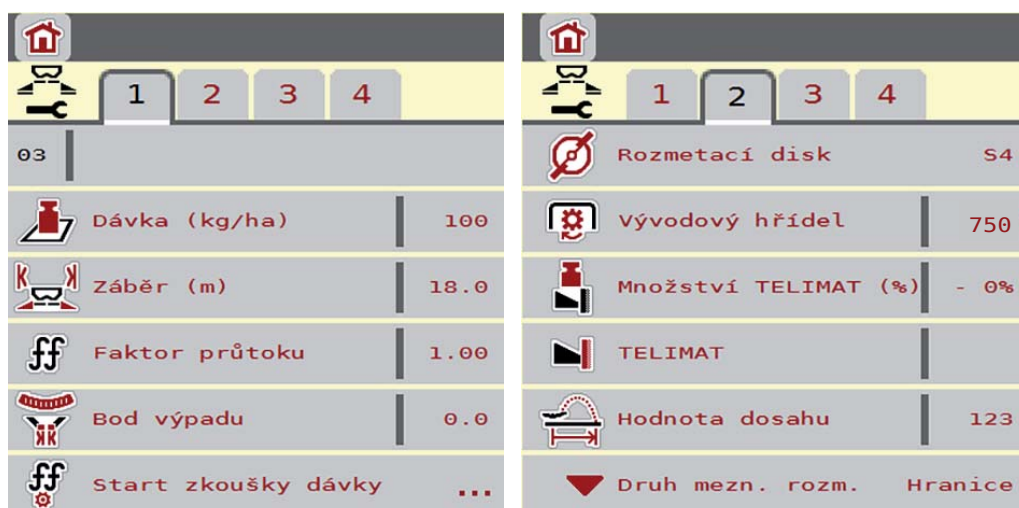 1 2 3 4
03
Dávka (kg/ha) 100
Záběr (m) 18.0
Faktor průtoku 1.00
Bod výpadu 0.0
Start zkoušky dávky ...
1 2 3 4
Rozmetací disk S4
Vývodový hřídel 750
Množství TELIMAT (%) - 0%
TELIMAT
Hodnota dosahu 123
Druh mezn. rozm. Hranice